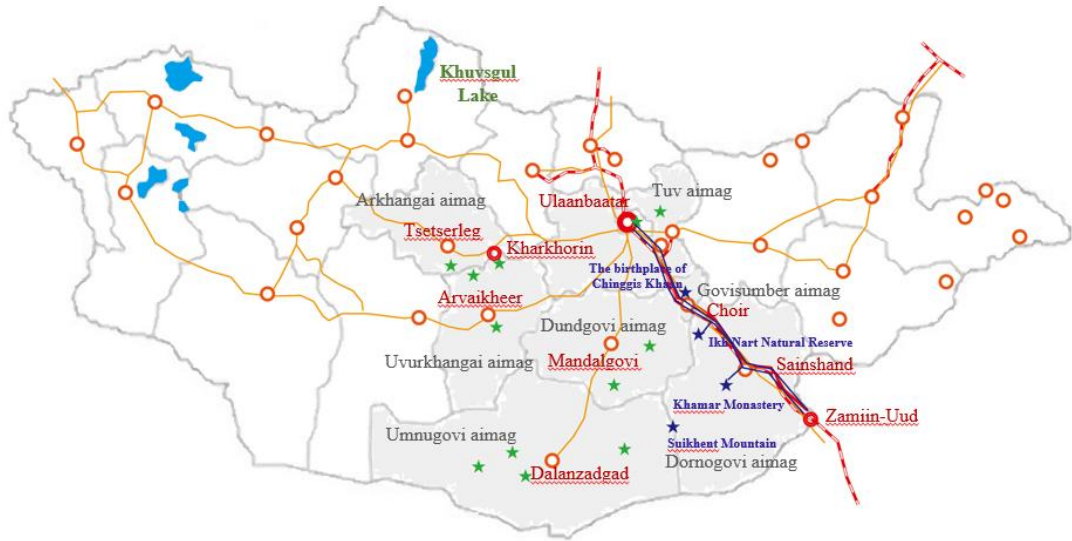 Khuvsgul
Lake
Arkhangai aimag
Ulaanbaatar
Tuv aimag
Tsetserleg
Kharkhorin
The birthplace of
Chinggis Khaan
Govisumber aimag
Arvaikheer
Choir
Dundgovi aimag
Ikh Nart Natural Reserve
Uvurkhangai aimag
Mandalgovi
Sainshand
Khamar Monastery
Zamiin-Uud
Umnugovi aimag
Suikhent Mountain
Dornogovi aimag
Dalanzadgad